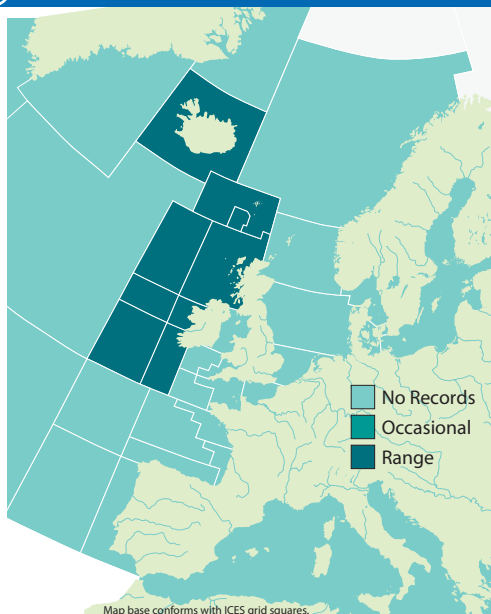 No Records
Occasional
Range
Map base conforms with ICES grid squares.